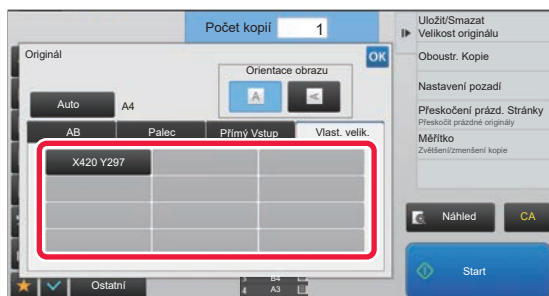 Počet kopií 1
Originál
OK
Orientace obrazu
A
A
Auto A4
AB Palec Přímý Vstup Vlast. velik.
X420 Y297
Uložit/Smazat
Velikost originálu
Oboustr. Kopie
Nastavení pozadí
Přeskočení prázd. Stránky
Přeskočit prázdné originály
Měřítko
Zvětšení/zmenšení kopie
Náhled CA
Start
Ostatní
B4
4 A3